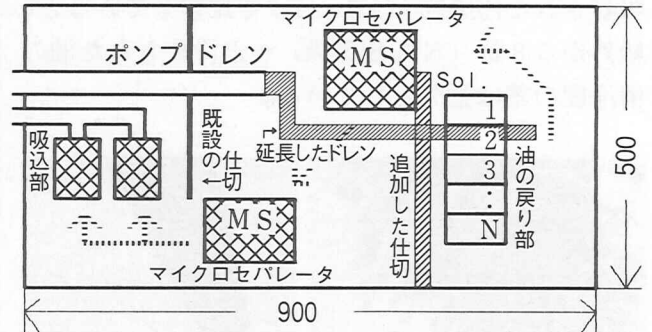 マイクロセパレータ
ポンプドレン
MS
Sol.
1
2
3
:
N
吸込部
既設の仕切
延長したドレン
追加した仕切
油の戻り部
MS
マイクロセパレータ
500
900